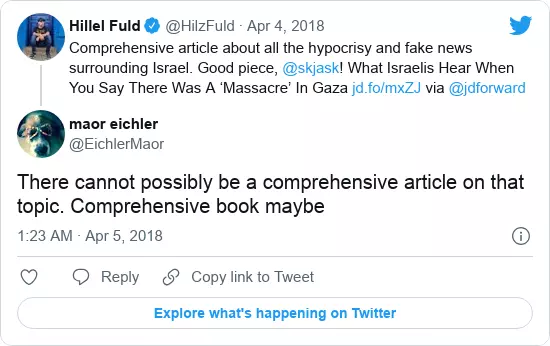 Hillel Fuld @HilzFuld · Apr 4, 2018
Comprehensive article about all the hypocrisy and fake news
surrounding Israel. Good piece, @skjask! What Israelis Hear When
You Say There Was A ‘Massacre’ In Gaza jd.fo/mxZJ via @jdforward
maor eichler
@EichlerMaor
There cannot possibly be a comprehensive article on that
topic. Comprehensive book maybe
1:23 AM · Apr 5, 2018
Reply Copy link to Tweet
Explore what's happening on Twitter